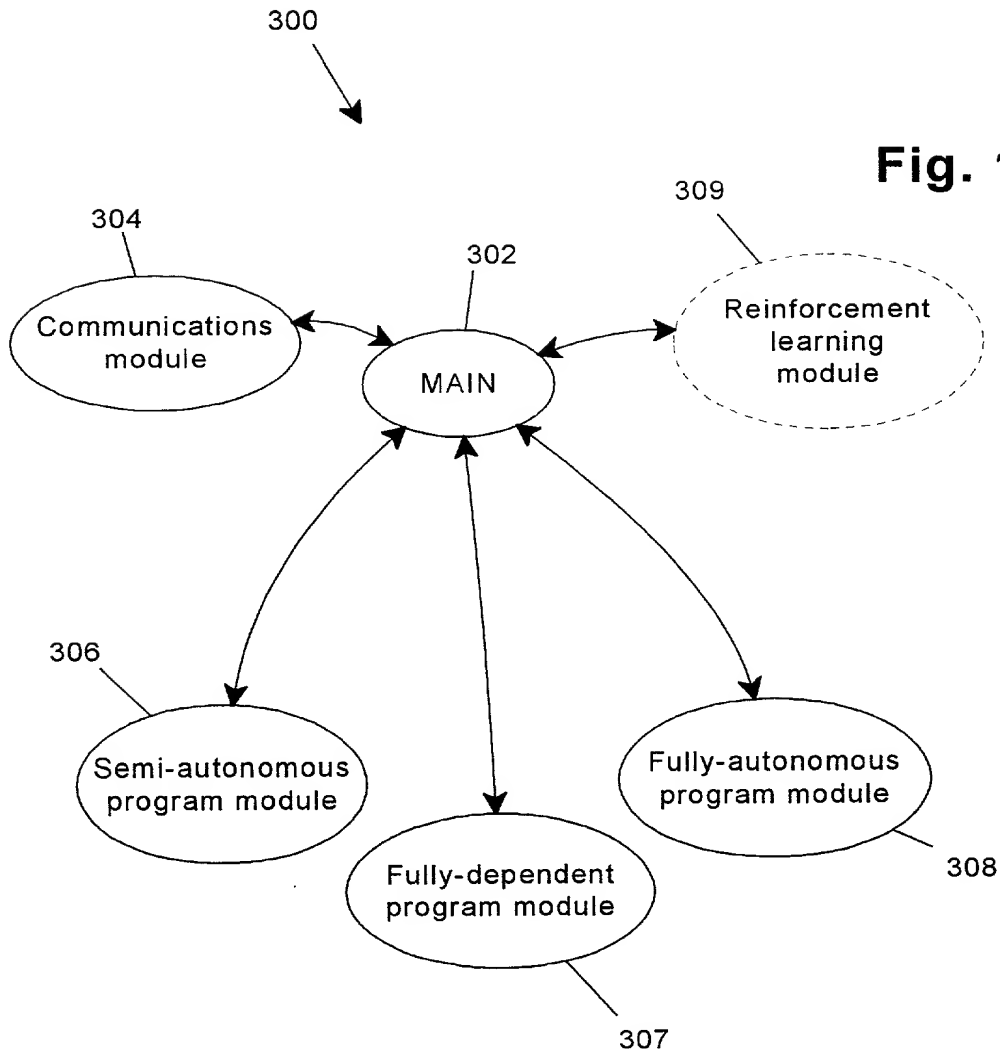 300
Fig.
309
304
302
Communications
module
MAIN
Reinforcement
learning
module
306
Semi-autonomous
program module
Fully-autonomous
program module
308
Fully-dependent
program module
307